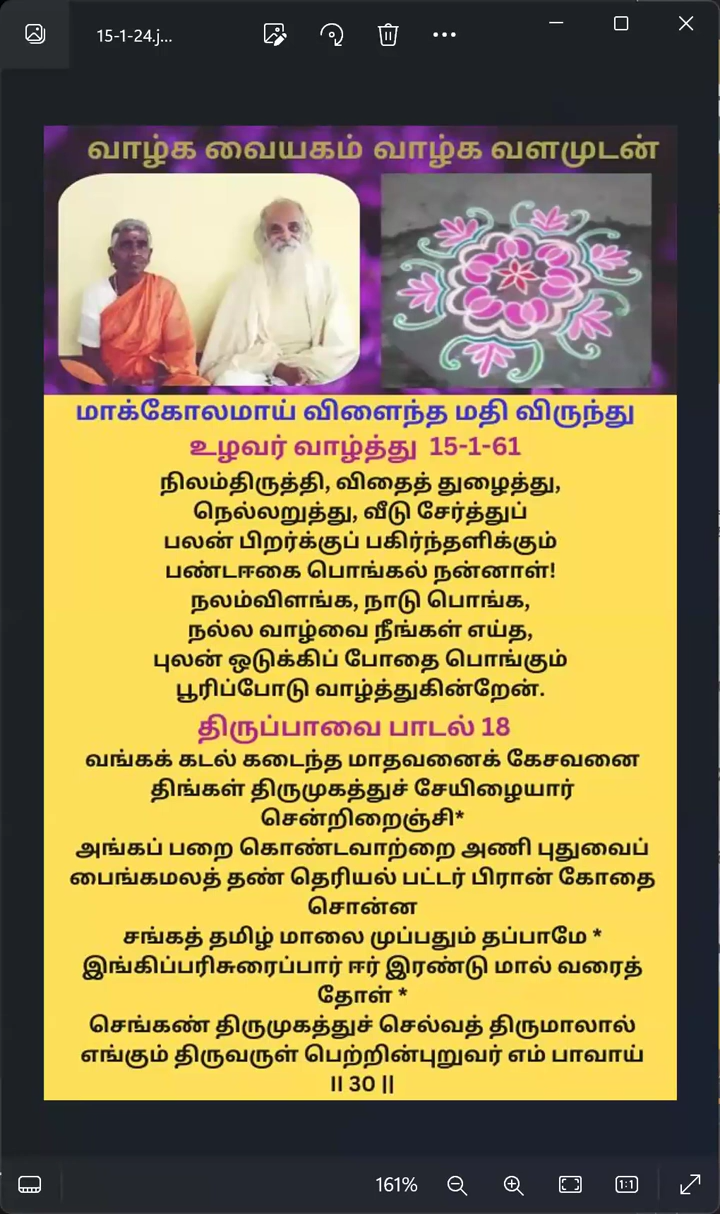 15-1-24.j...
வாழ்க வையகம் வாழ்க வளமுடன்
மாக்கோலமாய் விளைந்த மதி விருந்து
உழவர் வாழ்த்து 15-1-61
நிலம்திருத்தி, விதைத் துழைத்து,
நெல்லறுத்து, வீடு சேர்த்துப்
பலன் பிறர்க்குப் பகிர்ந்தளிக்கும்
பண்டஈகை பொங்கல் நன்னாள்!
நலம்விளங்க, நாடு பொங்க,
நல்ல வாழ்வை நீங்கள் எய்த,
புலன் ஒடுக்கிப் போதை பொங்கும்
பூரிப்போடு வாழ்த்துகின்றேன்.
திருப்பாவை பாடல் 18
வங்கக் கடல் கடைந்த மாதவனைக் கேசவனை
திங்கள் திருமுகத்துச் சேயிழையார்
சென்றிறைஞ்சி*
அங்கப் பறை கொண்டவாற்றை அணி புதுவைப்
பைங்கமலத் தண் தெரியல் பட்டர் பிரான் கோதை
சொன்ன
சங்கத் தமிழ் மாலை முப்பதும் தப்பாமே *
இங்கிப்பரிசுரைப்பார் ஈர் இரண்டு மால் வரைத்
தோள் *
செங்கண் திருமுகத்துச் செல்வத் திருமாலால்
எங்கும் திருவருள் பெற்றின்புறுவர் எம் பாவாய்
|| 30 ||
161%
1:1